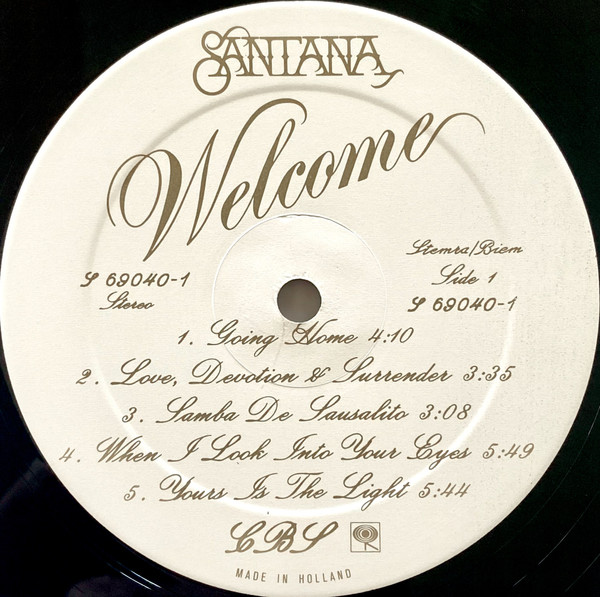 SANTANA
Welcome
S 69040-1
Stereo
Stemra/Biem
Side 1
S 69040-1
1. Going Home 4:10
2. Love, Devotion & Surrender 3:35
3. Samba De Sausalito 3:08
4. When I Look Into Your Eyes 5:49
5. Yours Is The Light 5:44
CBS
MADE IN HOLLAND